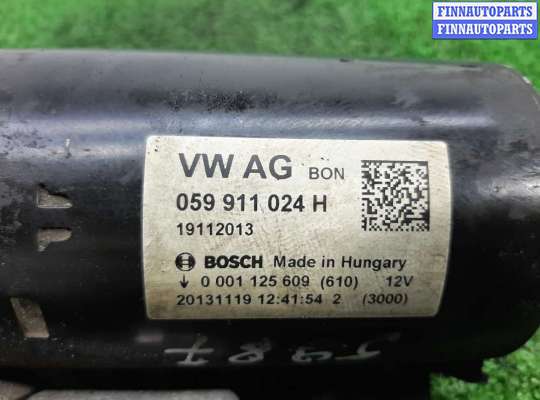 FINNAUTOPARTS
FINNAUTOPARTS
VW AG BON
059 911 024 H
19112013
BOSCH Made in Hungary
↓ 0 001 125 609 (610) 12V
20131119 12:41:54 2 (3000)